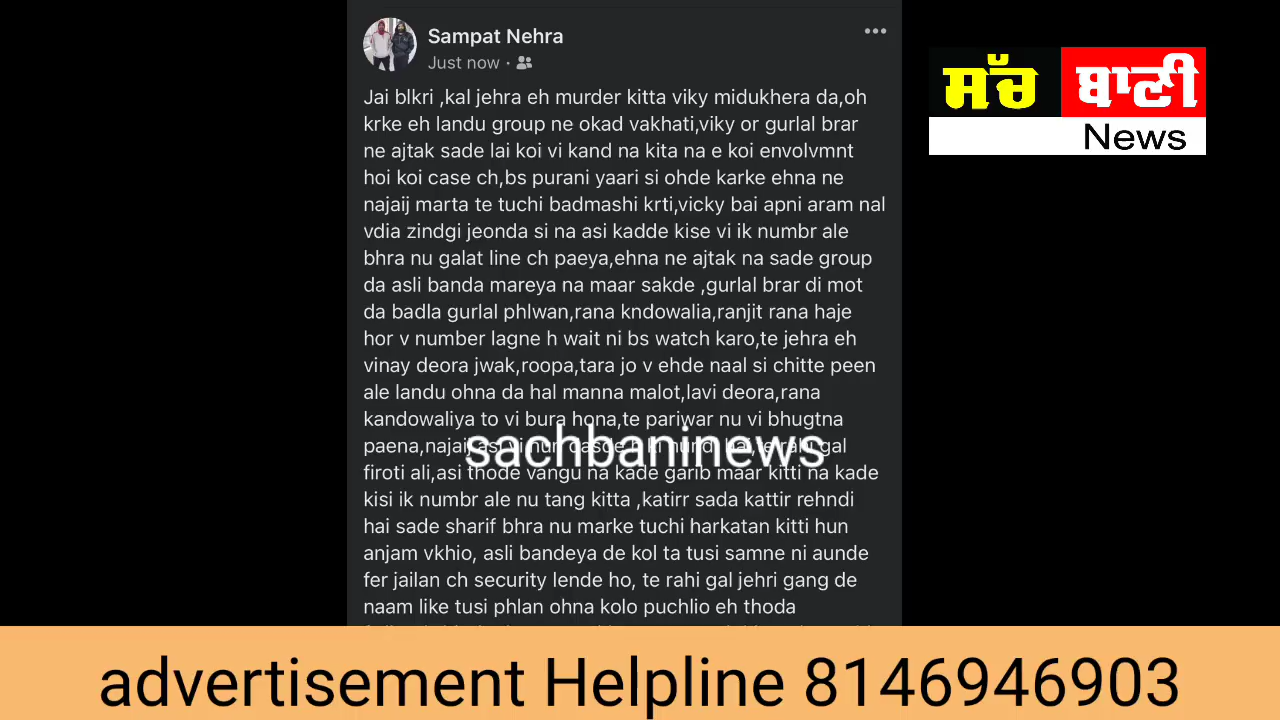 Sampat Nehra
Just now
Jai blkri ,kal jehra eh murder kitta viky midukhera da,oh
krke eh landu group ne okad vakhati,viky or gurlal brar
ne ajtak sade lai koi vi kand na kita na e koi envolvmnt
hoi koi case ch,bs purani yaari si ohde karke ehna ne
najaij marta te tuchi badmashi krti,vicky bai apni aram nal
vdia zindgi jeonda si na asi kadde kise vi ik numbr ale
bhra nu galat line ch paeya,ehna ne ajtak na sade group
da asli banda mareya na maar sakde ,gurlal brar di mot
da badla gurlal phlwan,rana kndowalia,ranjit rana haje
hor v number lagne h wait ni bs watch karo,te jehra eh
vinay deora jwak,roopa,tara jo v ehde naal si chitte peen
ale landu ohna da hal manna malot,lavi deora,rana
kandowaliya to vi bura hona,te pariwar nu vi bhugtna
paena,najaij asi vi hun dasde h ki hundi hai,te rahi gal
firoti ali,asi thode vangu na kade garib maar kitti na kade
kisi ik numbr ale nu tang kitta ,katirr sada kattir rehndi
hai sade sharif bhra nu marke tuchi harkatan kitti hun
anjam vkhio, asli bandeya de kol ta tusi samne ni aunde
fer jailan ch security lende ho, te rahi gal jehri gang de
naam like tusi phlan ohna kolo puchlio eh thoda
sachbaninews
ਸੱਚ ਬਾਣੀ
News
advertisement Helpline 8146946903